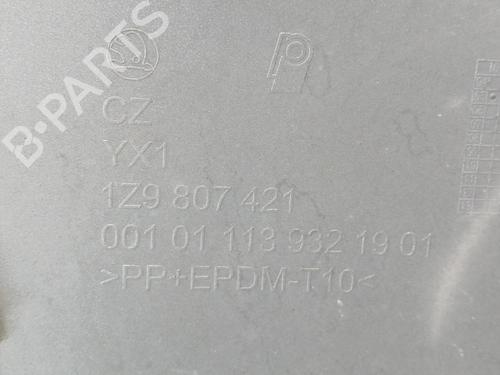 B-PARTS
CZ
YX1
1Z9 807 421
001 01 113 932 19 01
>PP+EPDM-T10<